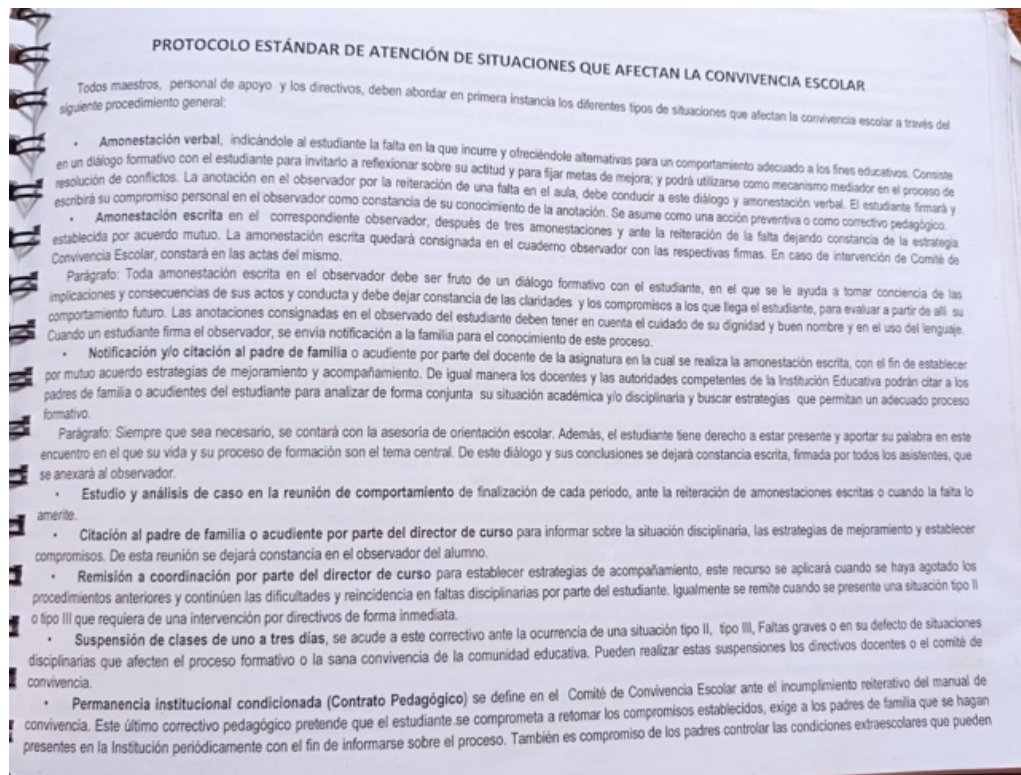 PROTOCOLO ESTÁNDAR DE ATENCIÓN DE SITUACIONES QUE AFECTAN LA CONVIVENCIA ESCOLAR
Todos maestros, personal de apoyo y los directivos, deben abordar en primera instancia los diferentes tipos de situaciones que afectan la convivencia escolar a través del
siguiente procedimiento general:
• Amonestación verbal, indicándole al estudiante la falta en la que incurre y ofreciéndole alternativas para un comportamiento adecuado a los fines educativos. Consiste
en un diálogo formativo con el estudiante para invitarlo a reflexionar sobre su actitud y para fijar metas de mejora; y podrá utilizarse como mecanismo mediador en el proceso de
resolución de conflictos. La anotación en el observador por la reiteración de una falta en el aula, debe conducir a este diálogo y amonestación verbal. El estudiante firmará y
escribirá su compromiso personal en el observador como constancia de su conocimiento de la anotación. Se asume como una acción preventiva o como correctivo pedagógico.
• Amonestación escrita en el correspondiente observador, después de tres amonestaciones y ante la reiteración de la falta dejando constancia de la estrategia
establecida por acuerdo mutuo. La amonestación escrita quedará consignada en el cuaderno observador con las respectivas firmas. En caso de intervención de Comité de
Convivencia Escolar, constará en las actas del mismo.
Parágrafo: Toda amonestación escrita en el observador debe ser fruto de un diálogo formativo con el estudiante, en el que se le ayuda a tomar conciencia de las
implicaciones y consecuencias de sus actos y conducta y debe dejar constancia de las claridades y los compromisos a los que llega el estudiante, para evaluar a partir de allí su
comportamiento futuro. Las anotaciones consignadas en el observado del estudiante deben tener en cuenta el cuidado de su dignidad y buen nombre y en el uso del lenguaje.
Cuando un estudiante firma el observador, se envía notificación a la familia para el conocimiento de este proceso.
• Notificación y/o citación al padre de familia o acudiente por parte del docente de la asignatura en la cual se realiza la amonestación escrita, con el fin de establecer
por mutuo acuerdo estrategias de mejoramiento y acompañamiento. De igual manera los docentes y las autoridades competentes de la Institución Educativa podrán citar a los
padres de familia o acudientes del estudiante para analizar de forma conjunta su situación académica y/o disciplinaria y buscar estrategias que permitan un adecuado proceso
formativo.
Parágrafo: Siempre que sea necesario, se contará con la asesoría de orientación escolar. Además, el estudiante tiene derecho a estar presente y aportar su palabra en este
encuentro en el que su vida y su proceso de formación son el tema central. De este diálogo y sus conclusiones se dejará constancia escrita, firmada por todos los asistentes, que
se anexará al observador.
• Estudio y análisis de caso en la reunión de comportamiento de finalización de cada periodo, ante la reiteración de amonestaciones escritas o cuando la falta lo
amerite.
• Citación al padre de familia o acudiente por parte del director de curso para informar sobre la situación disciplinaria, las estrategias de mejoramiento y establecer
compromisos. De esta reunión se dejará constancia en el observador del alumno.
• Remisión a coordinación por parte del director de curso para establecer estrategias de acompañamiento, este recurso se aplicará cuando se haya agotado los
procedimientos anteriores y continúen las dificultades y reincidencia en faltas disciplinarias por parte del estudiante. Igualmente se remite cuando se presente una situación tipo II
o tipo III que requiera de una intervención por directivos de forma inmediata.
• Suspensión de clases de uno a tres días, se acude a este correctivo ante la ocurrencia de una situación tipo II, tipo III, Faltas graves o en su defecto de situaciones
disciplinarias que afecten el proceso formativo o la sana convivencia de la comunidad educativa. Pueden realizar estas suspensiones los directivos docentes o el comité de
convivencia.
• Permanencia institucional condicionada (Contrato Pedagógico) se define en el Comité de Convivencia Escolar ante el incumplimiento reiterativo del manual de
convivencia. Este último correctivo pedagógico pretende que el estudiante se comprometa a retomar los compromisos establecidos, exige a los padres de familia que se hagan
presentes en la Institución periódicamente con el fin de informarse sobre el proceso. También es compromiso de los padres controlar las condiciones extraescolares que pueden